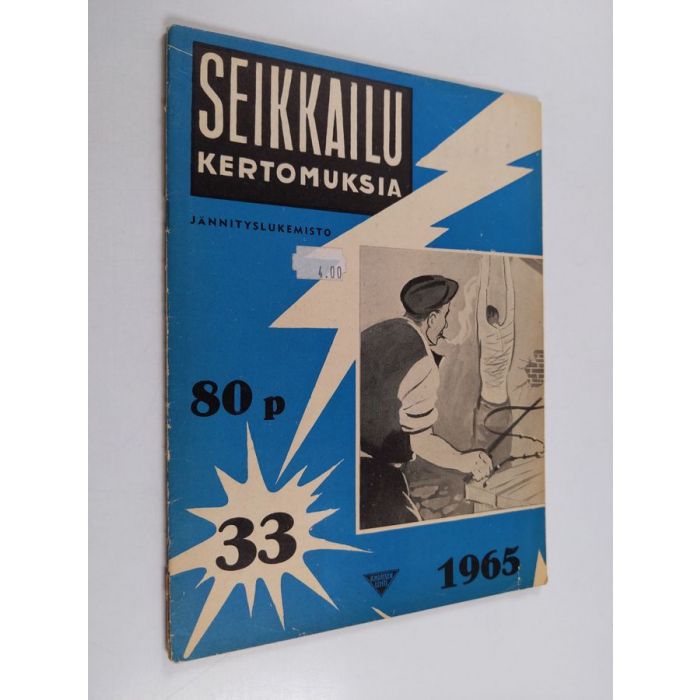 SEIKKAILU
KERTOMUKSIA
JÄNNITYSLUKEMISTO
4.00
80 p
33
1965